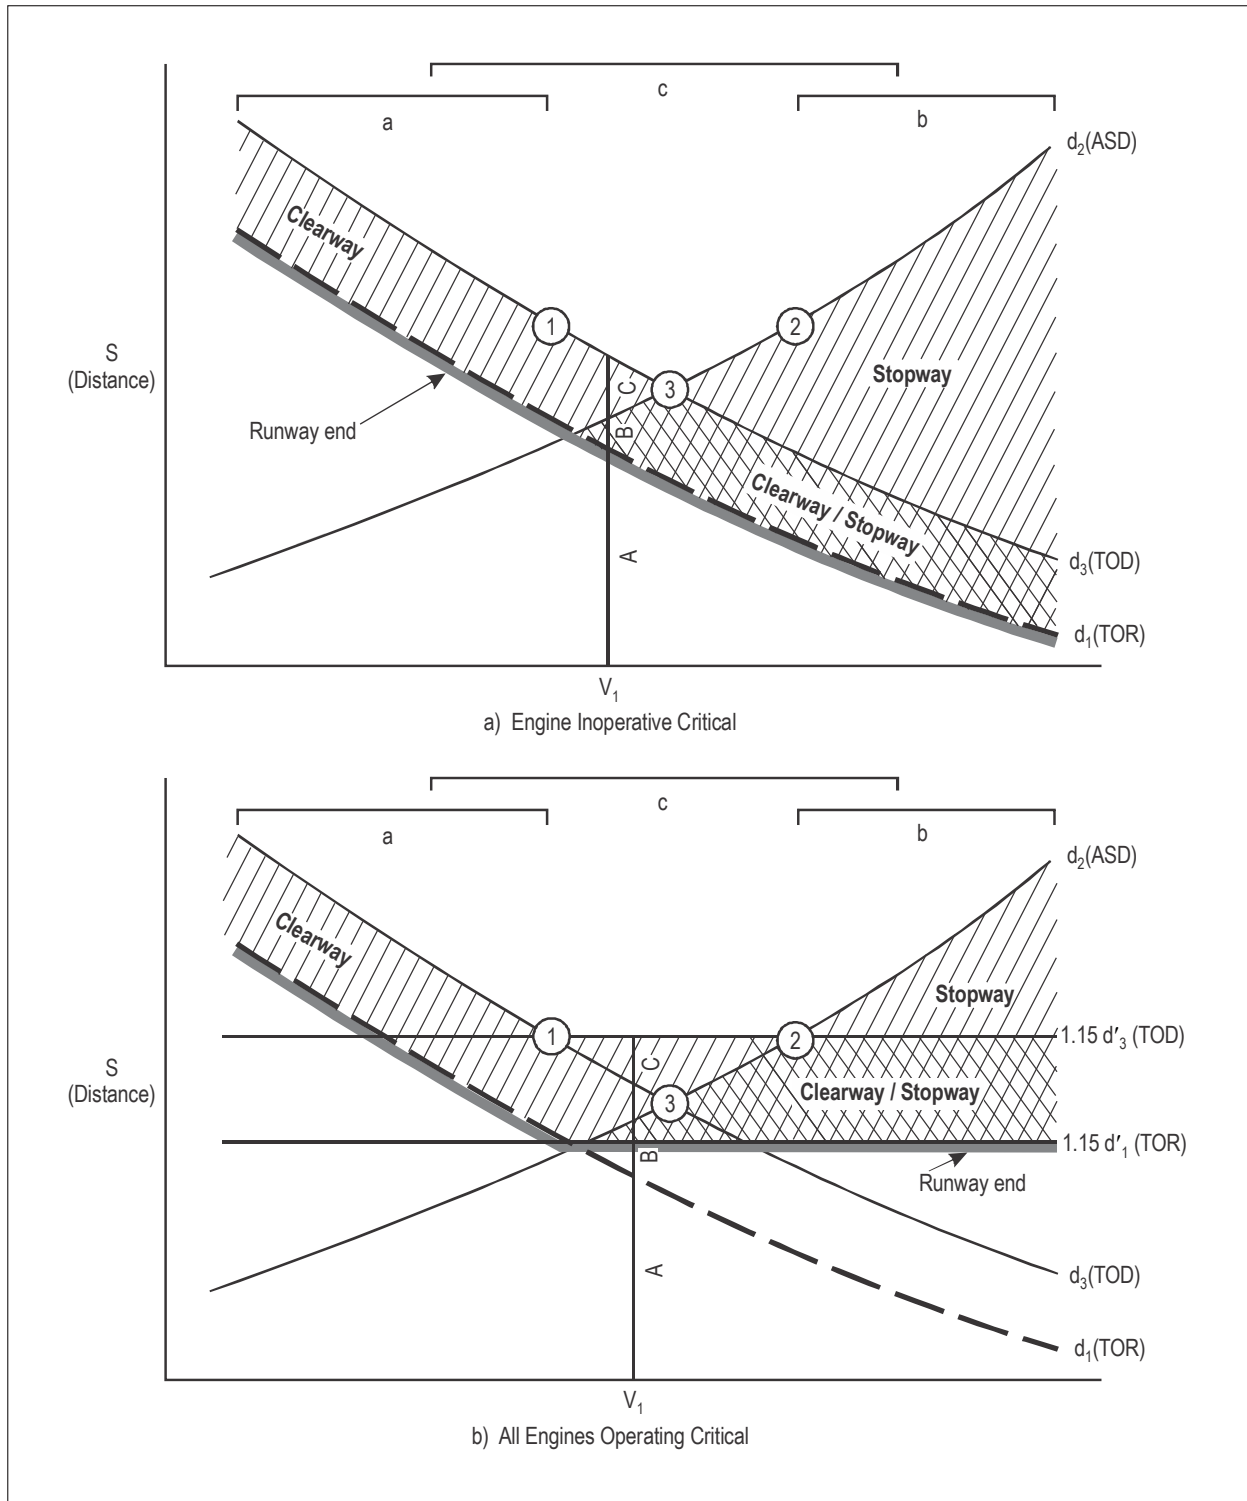 c
a
b
d₂(ASD)
Clearway
1
2
S
(Distance)
3
C
Stopway
B
Runway end
Clearway / Stopway
A
d₃(TOD)
d₁(TOR)
V₁
a) Engine Inoperative Critical
c
a
b
d₂(ASD)
Clearway
Stopway
1
2
1.15 d′₃ (TOD)
S
(Distance)
C
3
Clearway / Stopway
1.15 d′₁ (TOR)
B
Runway end
A
d₃(TOD)
d₁(TOR)
V₁
b) All Engines Operating Critical